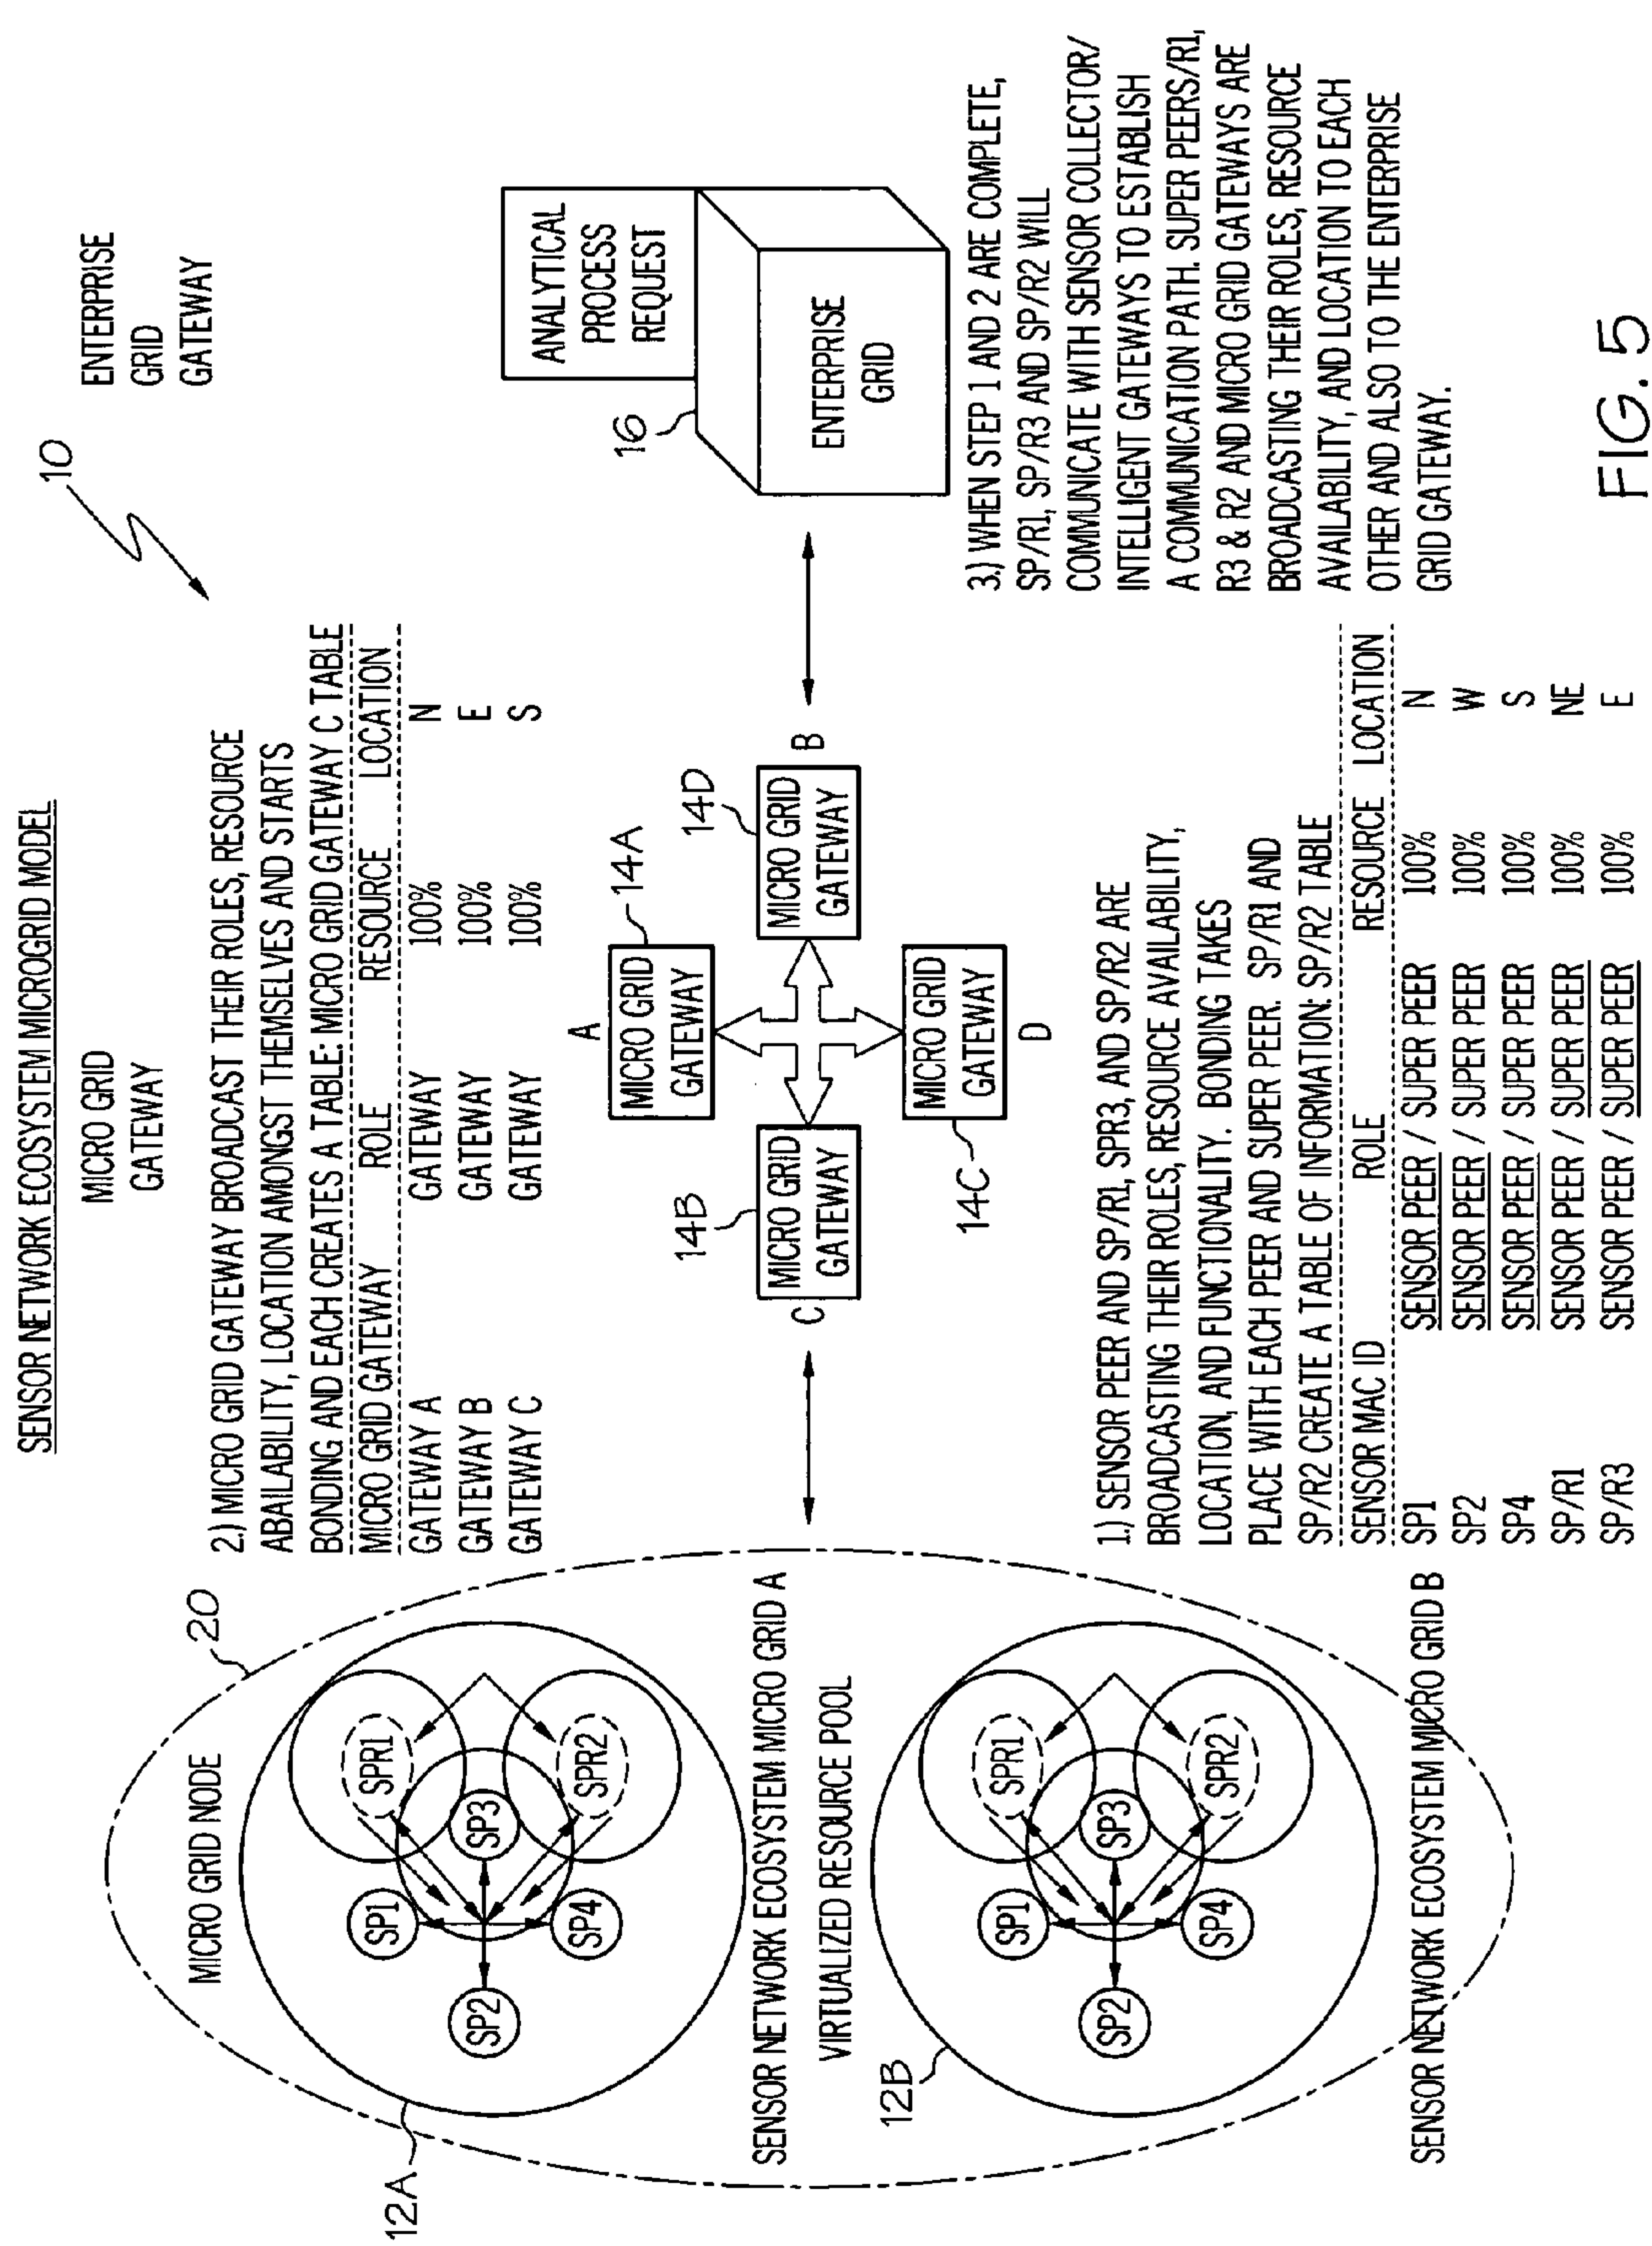 SENSOR NETWORK ECOSYSTEM MICROGRID MODEL
MICRO GRID
GATEWAY
ENTERPRISE
GRID
GATEWAY
10
20
MICRO GRID NODE
12A
SP1
SP2
SP3
SP4
SPR1
SPR2
SENSOR NETWORK ECOSYSTEM MICRO GRID A
VIRTUALIZED RESOURCE POOL
12B
SP1
SP2
SP3
SP4
SPR1
SPR2
SENSOR NETWORK ECOSYSTEM MICRO GRID B
2.) MICRO GRID GATEWAY BROADCAST THEIR ROLES, RESOURCE
ABAILABILITY, LOCATION AMONGST THEMSELVES AND STARTS
BONDING AND EACH CREATES A TABLE: MICRO GRID GATEWAY C TABLE
MICRO GRID GATEWAY ROLE RESOURCE LOCATION
GATEWAY A GATEWAY 100% N
GATEWAY B GATEWAY 100% E
GATEWAY C GATEWAY 100% S
A
MICRO GRID
GATEWAY
14A
14B
C
MICRO GRID
GATEWAY
14D
MICRO GRID
GATEWAY
B
14C
MICRO GRID
GATEWAY
D
1.) SENSOR PEER AND SP/R1, SPR3, AND SP/R2 ARE
BROADCASTING THEIR ROLES, RESOURCE AVAILABILITY,
LOCATION, AND FUNCTIONALITY. BONDING TAKES
PLACE WITH EACH PEER AND SUPER PEER. SP/R1 AND
SP/R2 CREATE A TABLE OF INFORMATION: SP/R2 TABLE
SENSOR MAC ID ROLE RESOURCE LOCATION
SP1 SENSOR PEER / SUPER PEER 100% N
SP2 SENSOR PEER / SUPER PEER 100% W
SP4 SENSOR PEER / SUPER PEER 100% S
SP/R1 SENSOR PEER / SUPER PEER 100% NE
SP/R3 SENSOR PEER / SUPER PEER 100% E
ANALYTICAL
PROCESS
REQUEST
16
ENTERPRISE
GRID
3.) WHEN STEP 1 AND 2 ARE COMPLETE,
SP/R1, SP/R3 AND SP/R2 WILL
COMMUNICATE WITH SENSOR COLLECTOR/
INTELLIGENT GATEWAYS TO ESTABLISH
A COMMUNICATION PATH. SUPER PEERS/R1,
R3 & R2 AND MICRO GRID GATEWAYS ARE
BROADCASTING THEIR ROLES, RESOURCE
AVAILABILITY, AND LOCATION TO EACH
OTHER AND ALSO TO THE ENTERPRISE
GRID GATEWAY.
FIG. 5